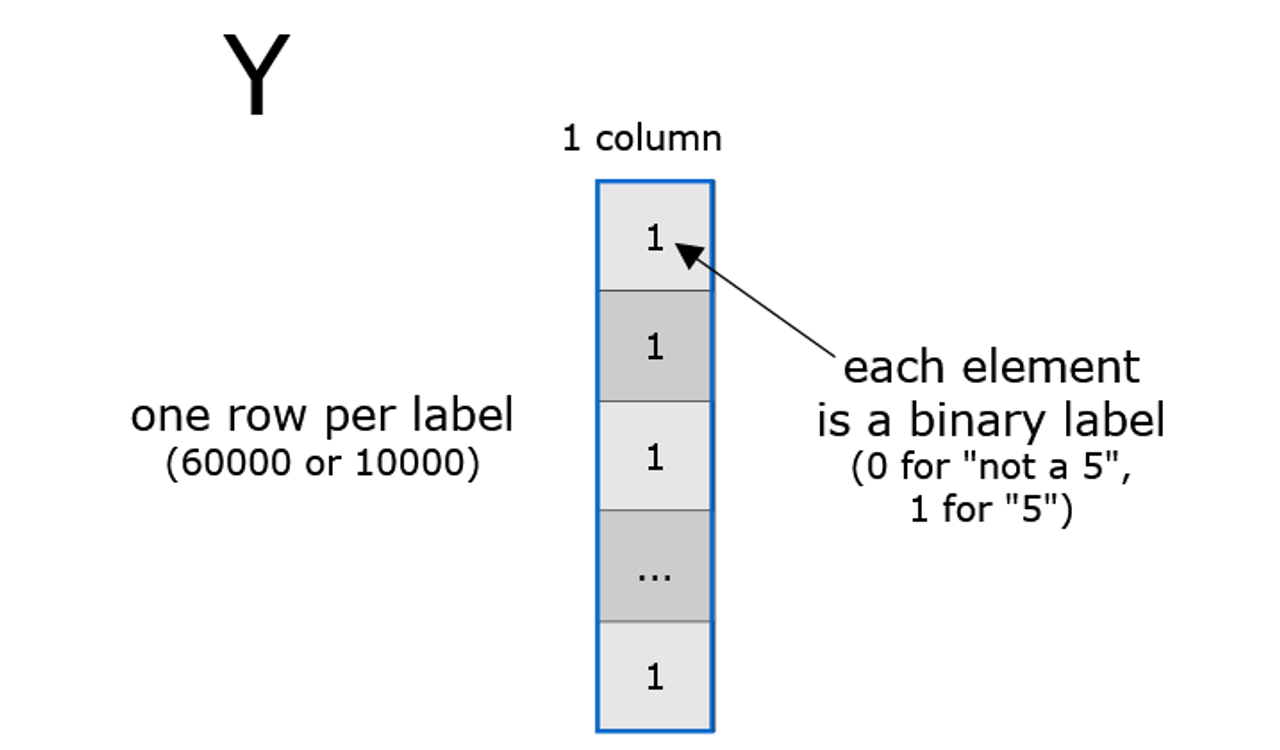 Y
1 column
1
1
one row per label
(60000 or 10000)
1
...
1
each element
is a binary label
(0 for "not a 5",
1 for "5")